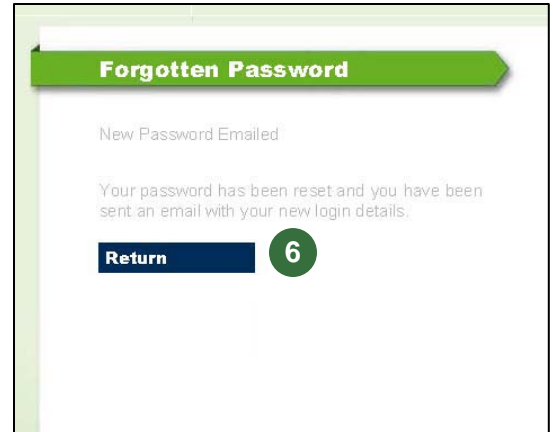 Forgotten Password
New Password Emailed
Your password has been reset and you have been
sent an email with your new login details.
Return
6